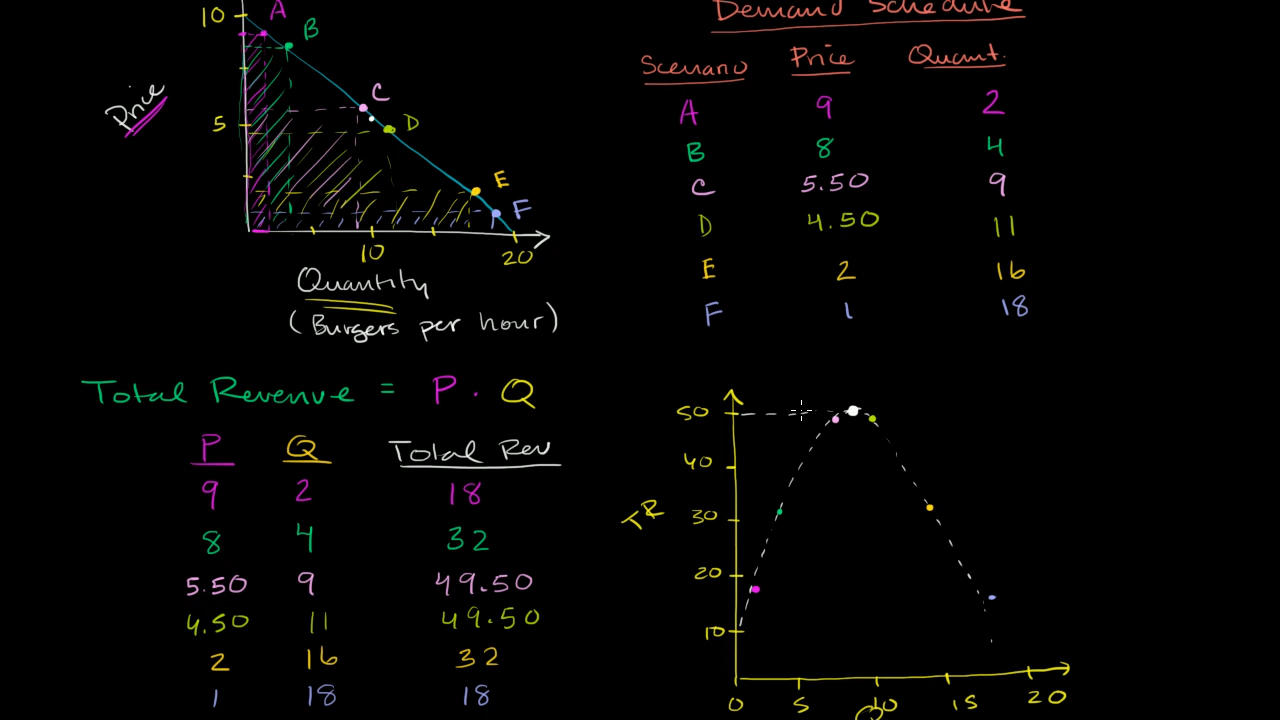 10
A
B
C
Price
5
D
E
F
10
20
Quantity
(Burgers per hour)
Demand Schedule
Scenario Price Quant.
A 9 2
B 8 4
C 5.50 9
D 4.50 11
E 2 16
F 1 18
Total Revenue = P · Q
P Q Total Rev
9 2 18
8 4 32
5.50 9 49.50
4.50 11 49.50
2 16 32
1 18 18
50
40
TR
30
20
10
0 5 10 15 20
Q